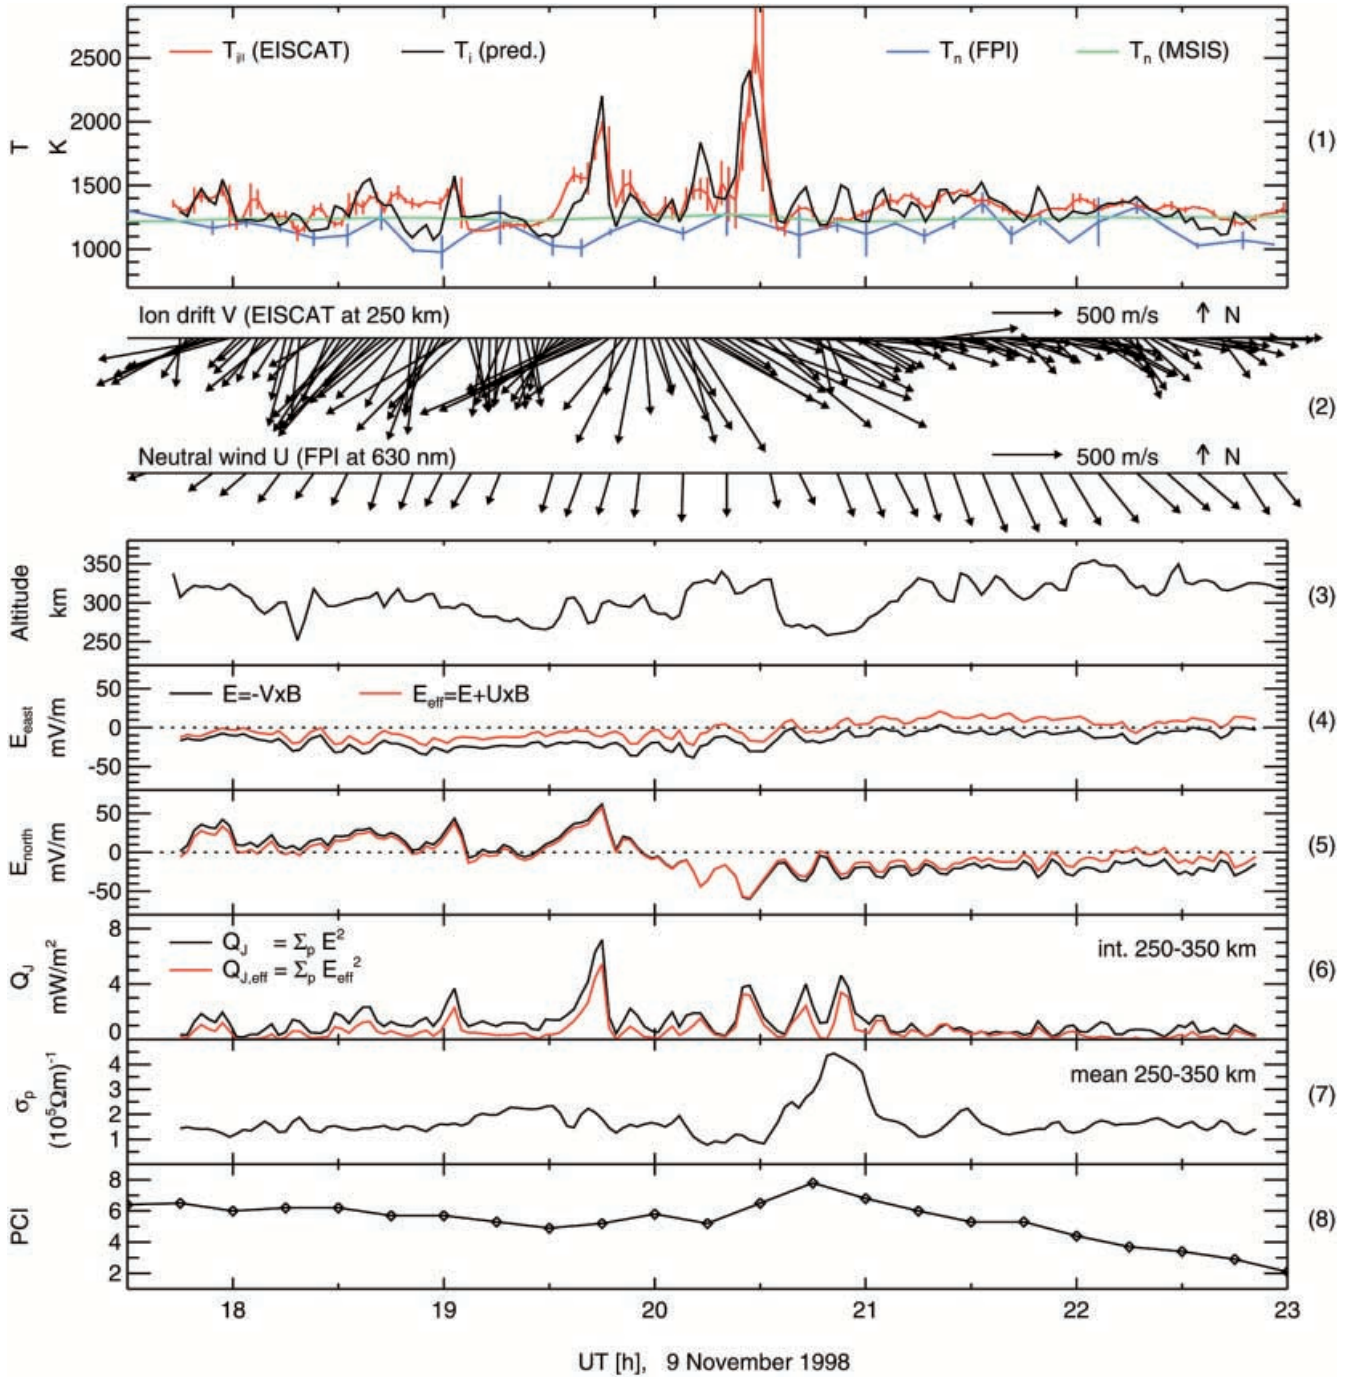 T_i∥ (EISCAT) T_i (pred.) T_n (FPI) T_n (MSIS)
2500
2000
1500
1000
T
K
(1)
Ion drift V (EISCAT at 250 km) 500 m/s N
(2)
Neutral wind U (FPI at 630 nm) 500 m/s N
350
300
250
Altitude
km
(3)
E=-VxB E_eff=E+UxB
50
0
-50
E_east
mV/m
(4)
50
0
-50
E_north
mV/m
(5)
Q_J = Σ_p E² int. 250-350 km
Q_J,eff = Σ_p E_eff²
8
4
0
Q_J
mW/m²
(6)
mean 250-350 km
4
3
2
1
σ_p
(10⁵Ωm)⁻¹
(7)
8
6
4
2
PCI
(8)
18 19 20 21 22 23
UT [h], 9 November 1998